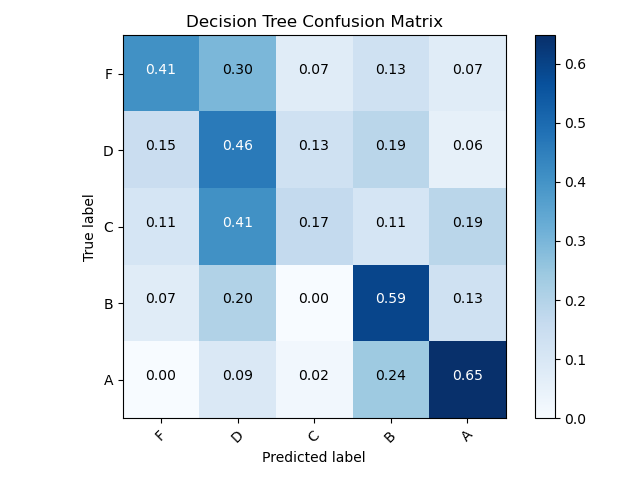 Decision Tree Confusion Matrix
True label
F 0.41 0.30 0.07 0.13 0.07
D 0.15 0.46 0.13 0.19 0.06
C 0.11 0.41 0.17 0.11 0.19
B 0.07 0.20 0.00 0.59 0.13
A 0.00 0.09 0.02 0.24 0.65
F D C B A
Predicted label
0.6
0.5
0.4
0.3
0.2
0.1
0.0